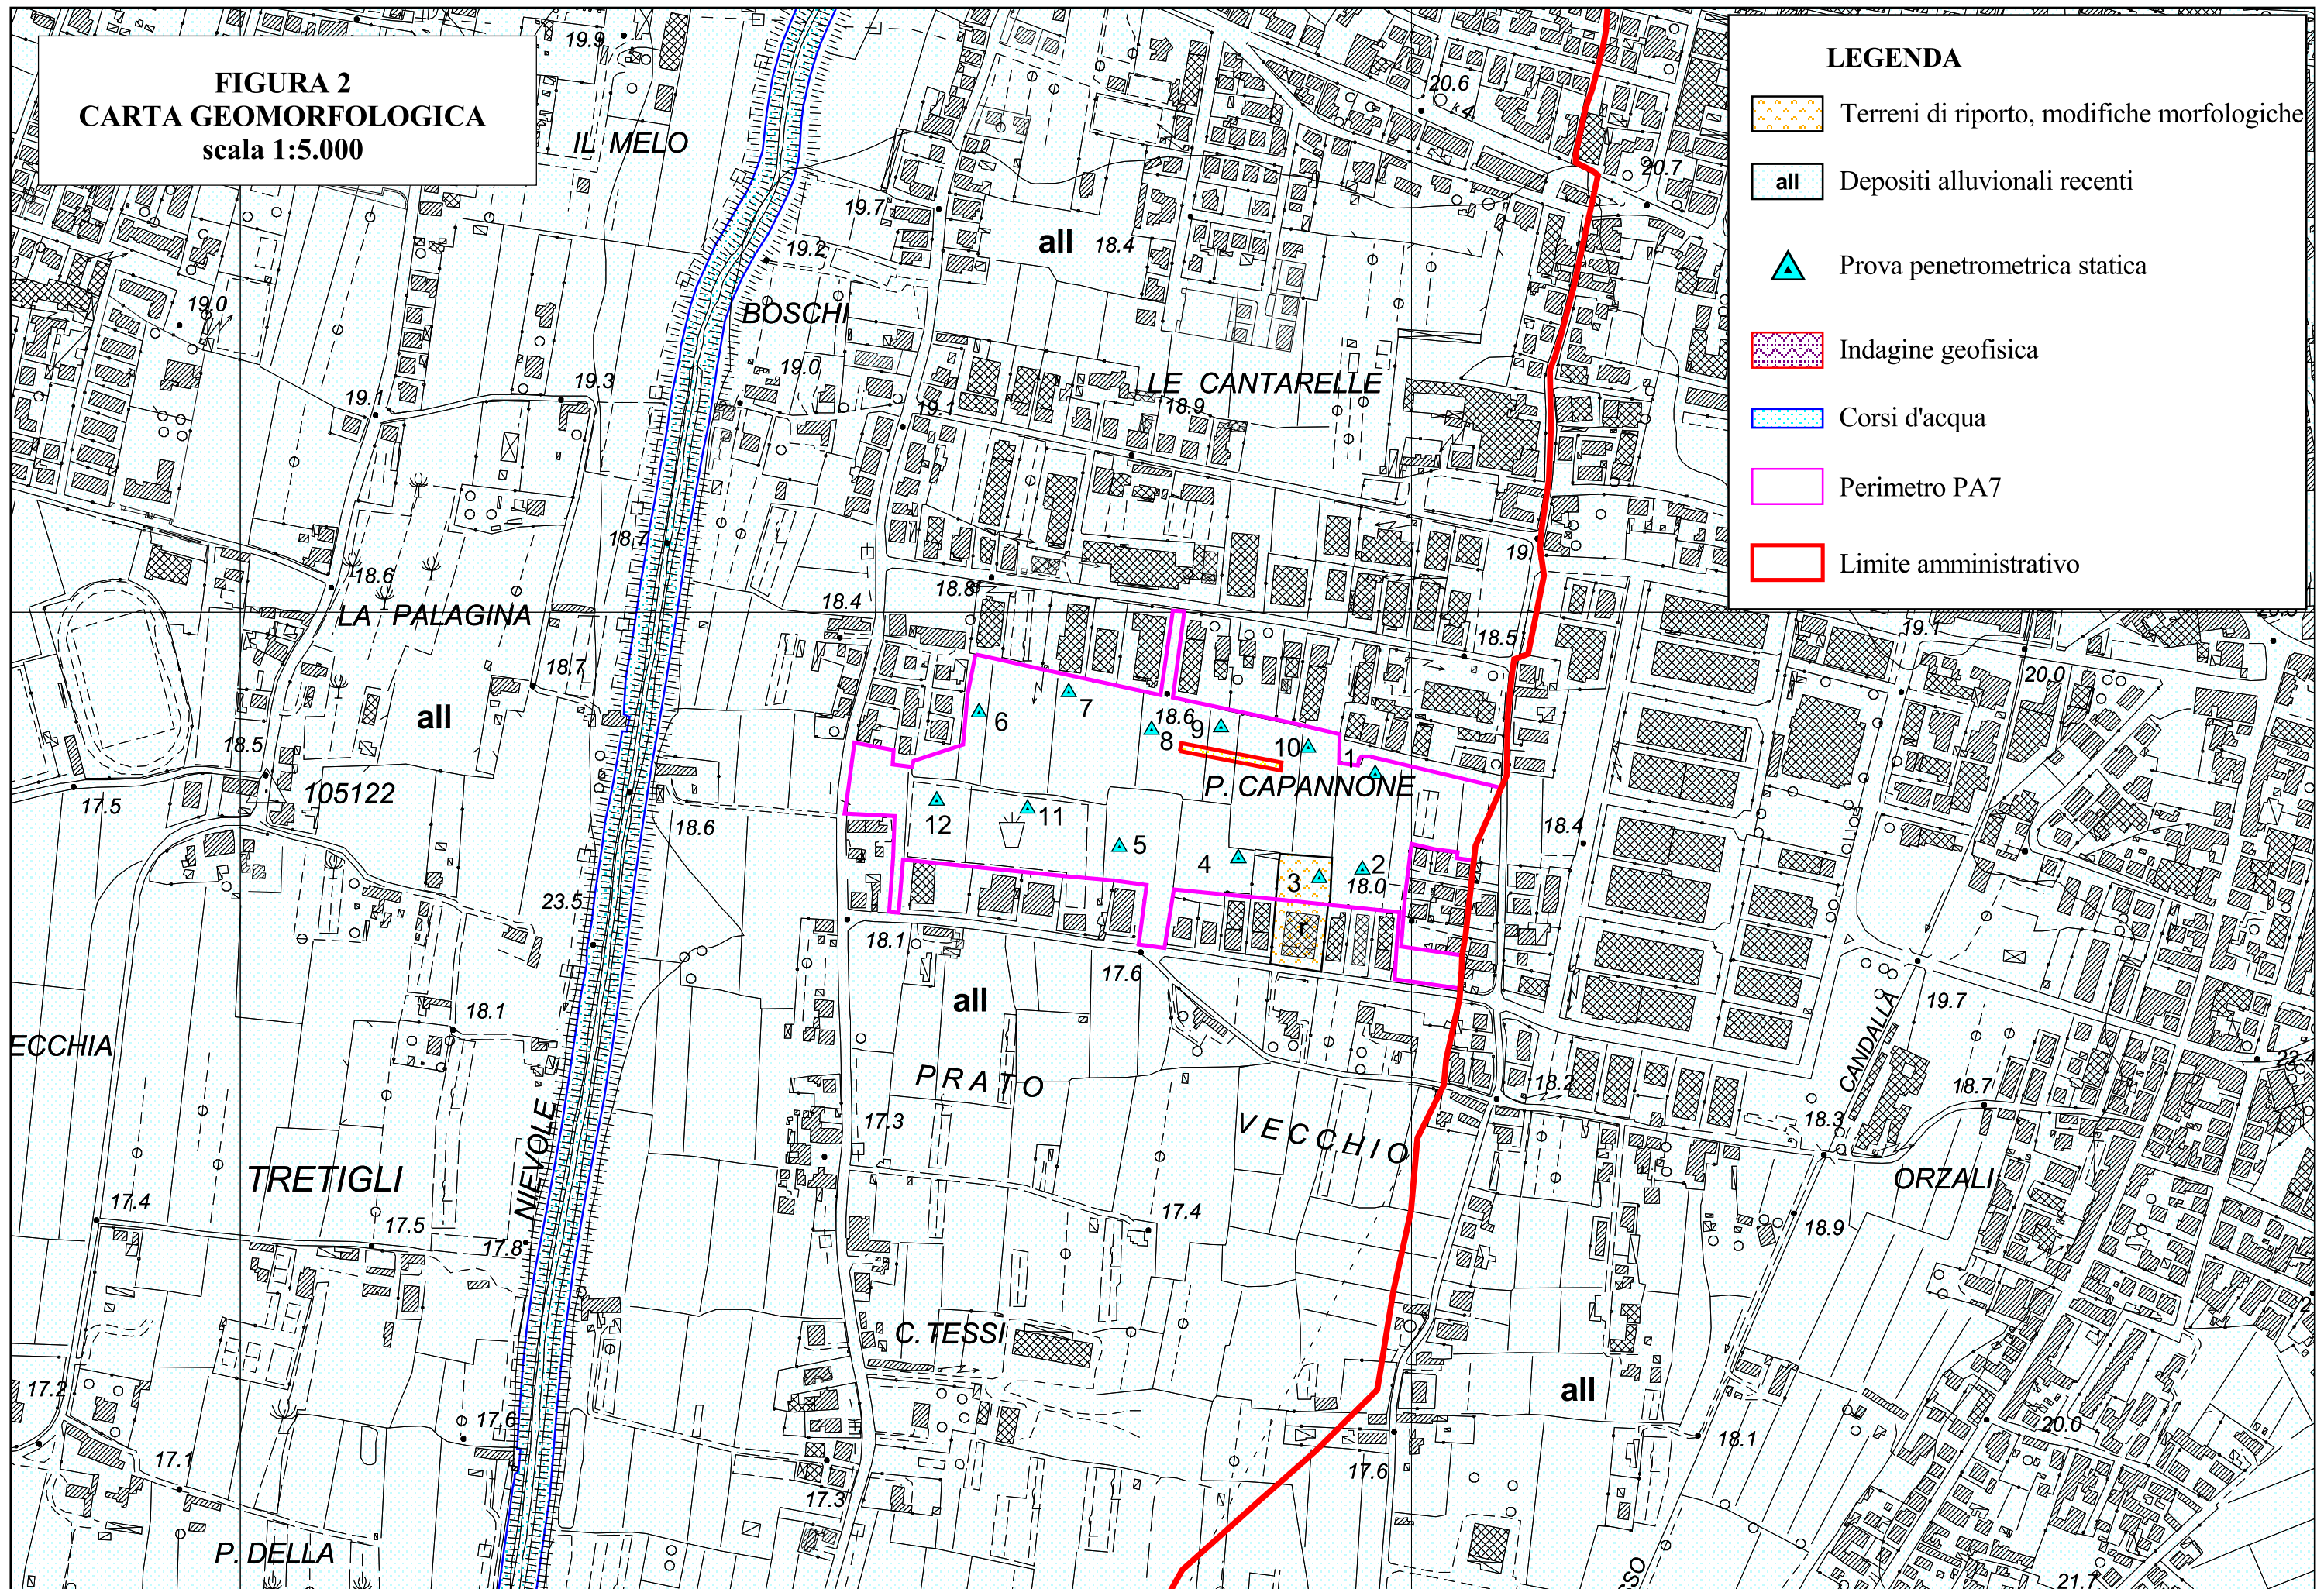 FIGURA 2
CARTA GEOMORFOLOGICA
scala 1:5.000
LEGENDA
Terreni di riporto, modifiche morfologiche
all Depositi alluvionali recenti
Prova penetrometrica statica
Indagine geofisica
Corsi d'acqua
Perimetro PA7
Limite amministrativo
19.9
20.6
IL MELO
20.7
19.7
all
18.4
19.2
19.0
BOSCHI
19.0
19.3
LE CANTARELLE
19.1
19.1
18.9
18.7
19.
18.6
18.8
18.4
LA PALAGINA
18.5
19.1
20.0
18.7
all
6
7
18.6
9
8
10
1
18.5
P. CAPANNONE
17.5
105122
18.6
12
11
5
4
3
2
18.0
18.4
23.5
18.1
r
17.6
all
19.7
18.1
ECCHIA
CANDALLA
22.4
PRATO
18.2
18.7
17.3
VECCHIO
18.3
NIEVOLE
TRETIGLI
ORZALI
17.4
17.5
17.8
17.4
18.9
C. TESSI
17.2
all
17.6
20.0
17.1
18.1
17.6
17.3
P. DELLA
SSO
21.7